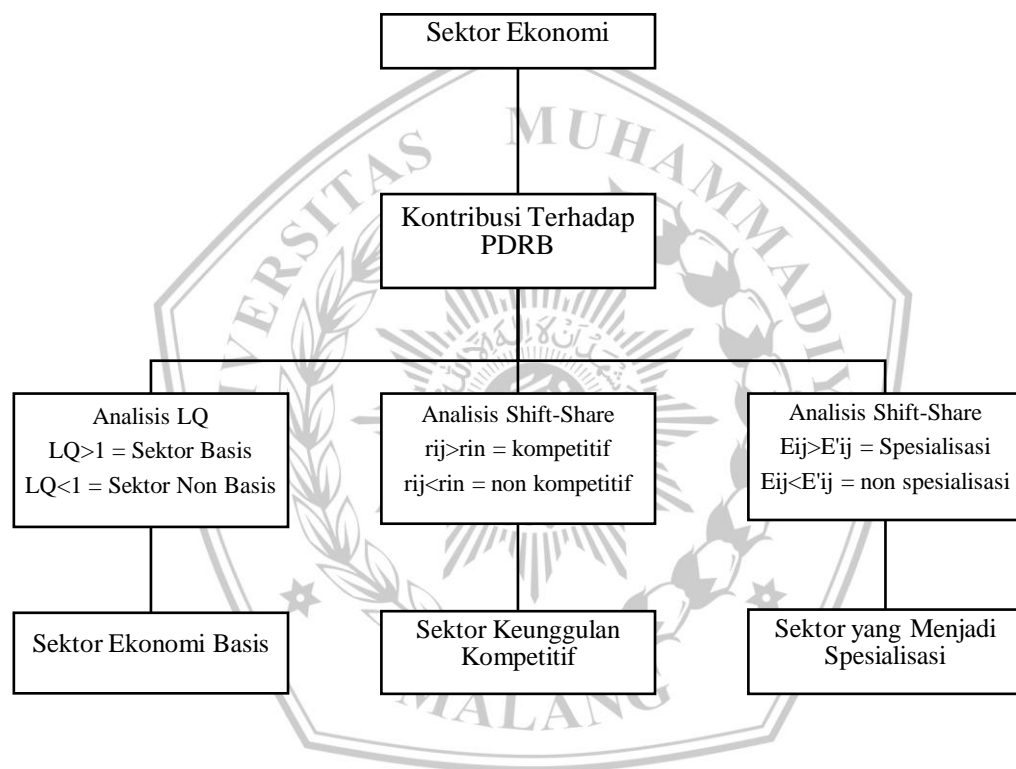 Sektor Ekonomi
UNIVERSITAS MUHAMMADIYAH
Kontribusi Terhadap
PDRB
Analisis LQ
LQ>1 = Sektor Basis
LQ<1 = Sektor Non Basis
Analisis Shift-Share
rij>rin = kompetitif
rij<rin = non kompetitif
Analisis Shift-Share
Eij>E'ij = Spesialisasi
Eij<E'ij = non spesialisasi
Sektor Ekonomi Basis
Sektor Keunggulan
Kompetitif
Sektor yang Menjadi
Spesialisasi
MALANG